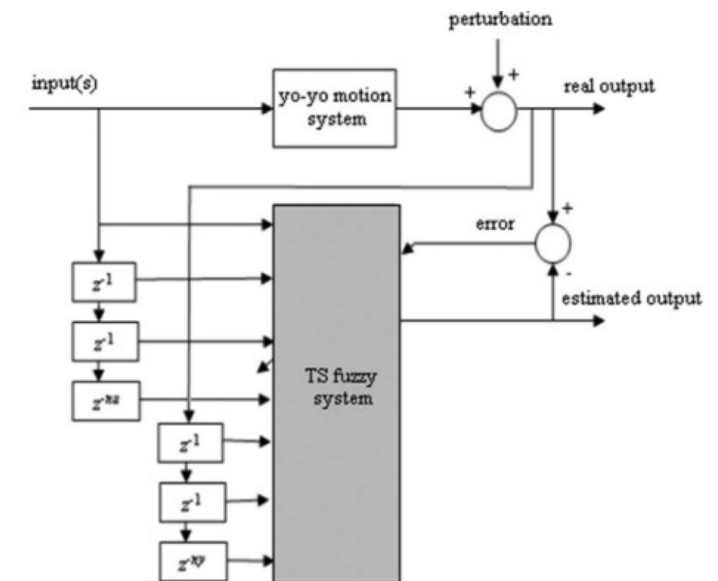 perturbation
input(s)
+
+
real output
yo-yo motion
system
+
error
-
estimated output
z-1
z-1
z-nz
TS fuzzy
system
z-1
z-1
z-ny